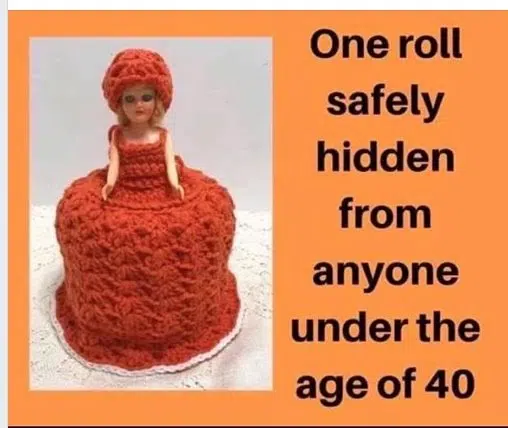 One roll
safely
hidden
from
anyone
under the
age of 40